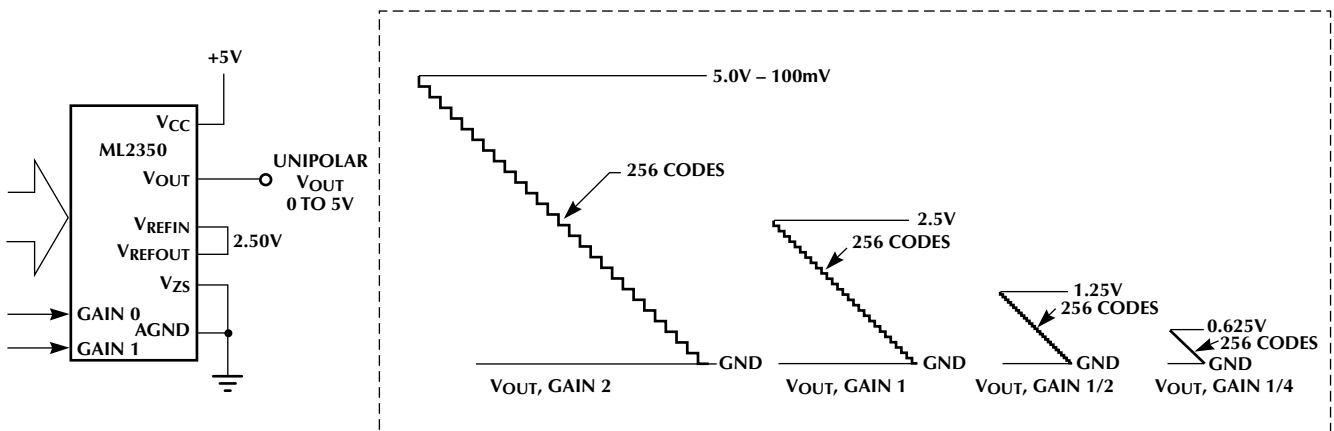 +5V
VCC
ML2350
VOUT
UNIPOLAR
VOUT
0 TO 5V
VREFIN
2.50V
VREFOUT
VZS
GAIN 0
AGND
GAIN 1
5.0V – 100mV
256 CODES
GND
VOUT, GAIN 2
2.5V
256 CODES
GND
VOUT, GAIN 1
1.25V
256 CODES
GND
VOUT, GAIN 1/2
0.625V
256 CODES
GND
VOUT, GAIN 1/4